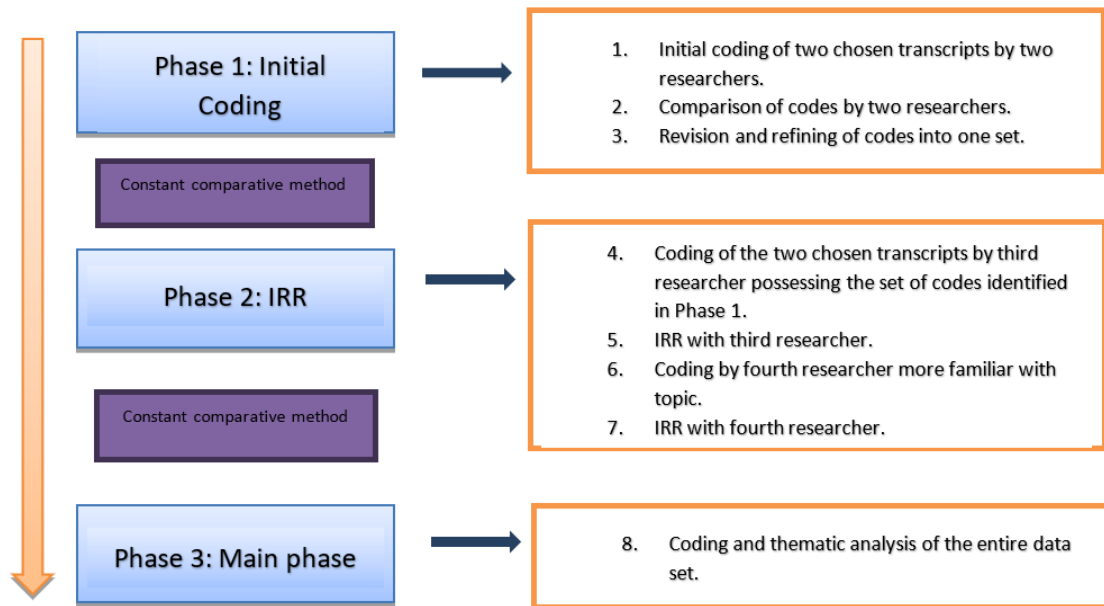 Phase 1: Initial
Coding
1. Initial coding of two chosen transcripts by two
researchers.
2. Comparison of codes by two researchers.
3. Revision and refining of codes into one set.
Constant comparative method
Phase 2: IRR
4. Coding of the two chosen transcripts by third
researcher possessing the set of codes identified
in Phase 1.
5. IRR with third researcher.
6. Coding by fourth researcher more familiar with
topic.
7. IRR with fourth researcher.
Constant comparative method
Phase 3: Main phase
8. Coding and thematic analysis of the entire data
set.